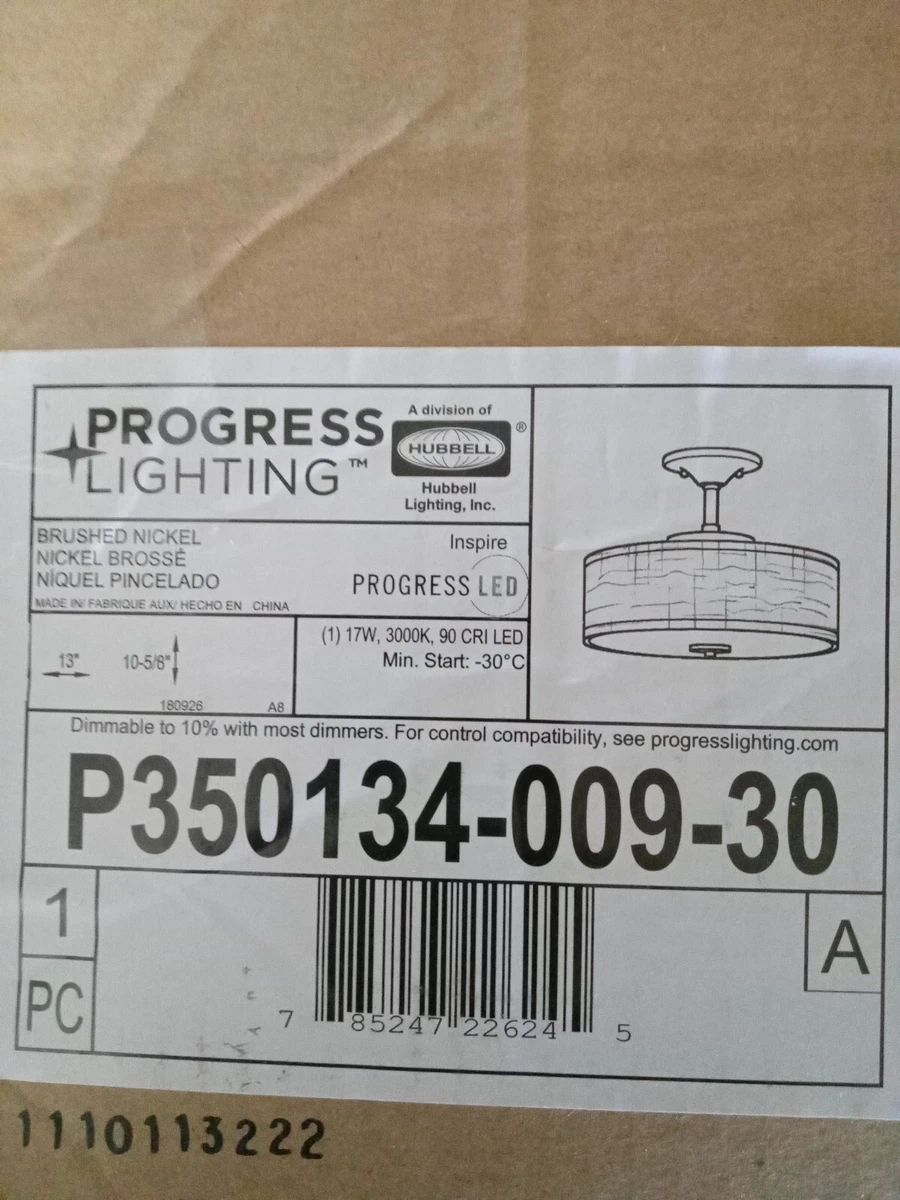 PROGRESS
LIGHTING™
A division of
HUBBELL®
Hubbell
Lighting, Inc.
BRUSHED NICKEL
NICKEL BROSSÉ
NÍQUEL PINCELADO
MADE IN/ FABRIQUE AUX/ HECHO EN CHINA
Inspire
PROGRESS LED
13" 10-5/8"
180926 A8
(1) 17W, 3000K, 90 CRI LED
Min. Start: -30°C
Dimmable to 10% with most dimmers. For control compatibility, see progresslighting.com
P350134-009-30
1
PC
A
7 85247 22624 5
1110113222